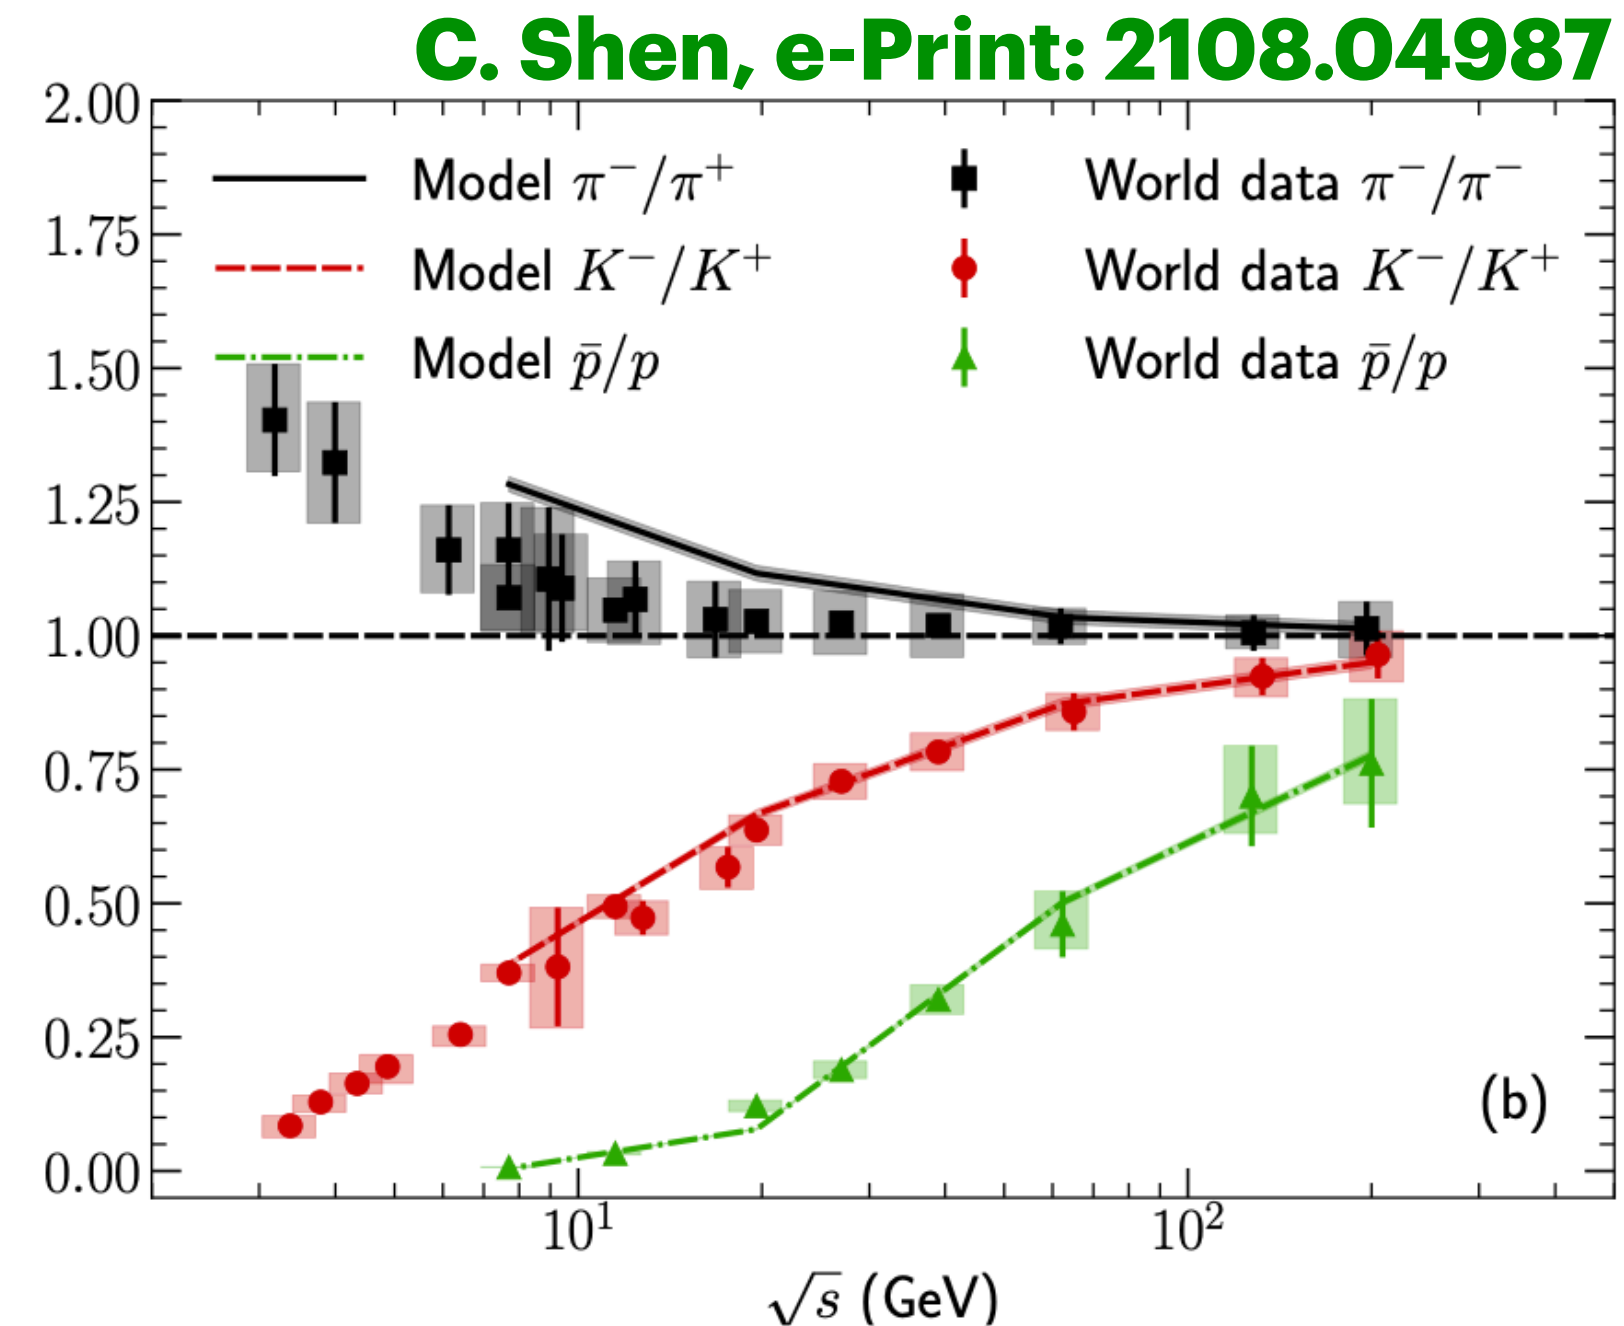 C. Shen, e-Print: 2108.04987
2.00
1.75
1.50
1.25
1.00
0.75
0.50
0.25
0.00
Model π⁻/π⁺
Model K⁻/K⁺
Model p̄/p
World data π⁻/π⁻
World data K⁻/K⁺
World data p̄/p
(b)
10¹ 10²
√s (GeV)